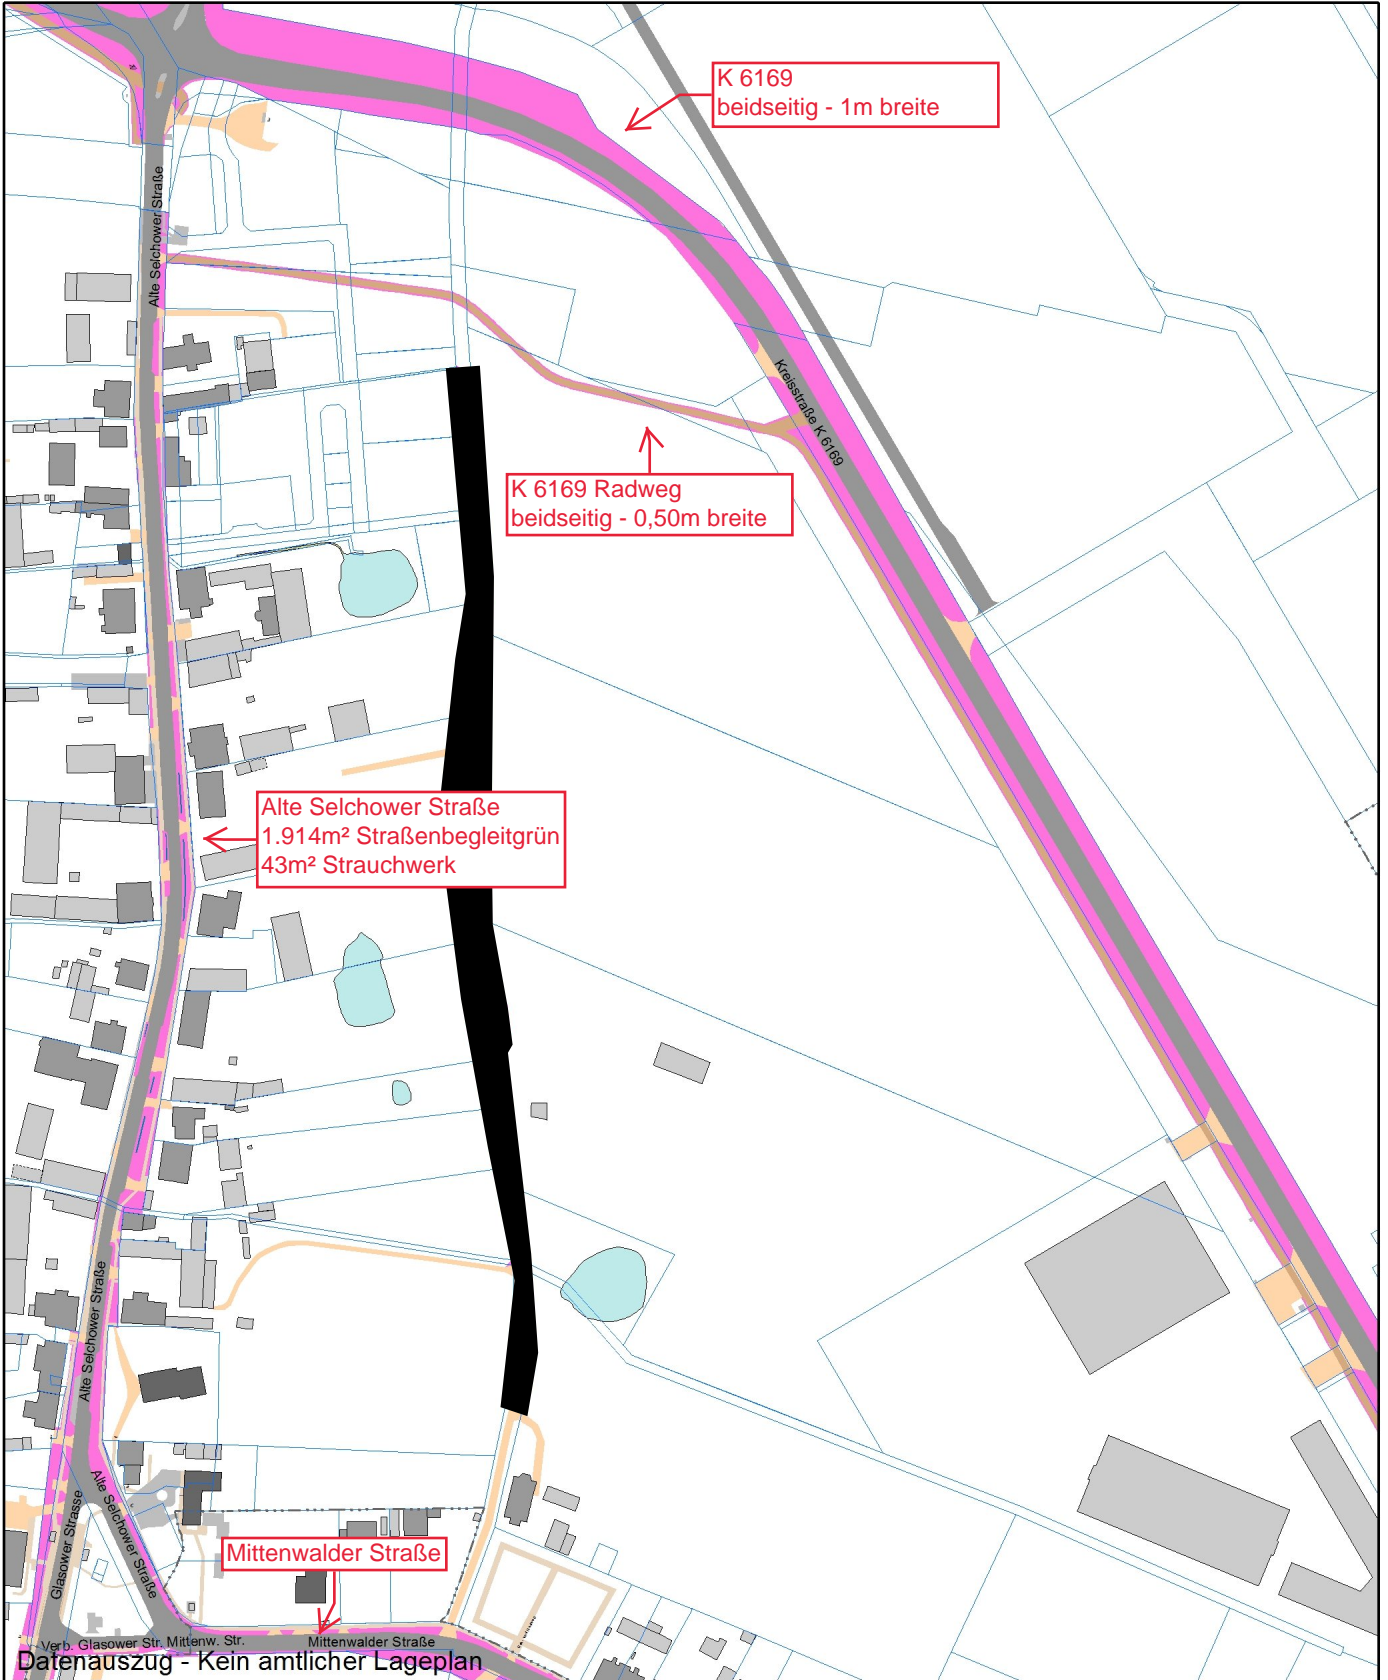 K 6169
beidseitig - 1m breite
Alte Selchower Straße
Kreisstraße K 6169
K 6169 Radweg
beidseitig - 0,50m breite
Alte Selchower Straße
1.914m² Straßenbegleitgrün
43m² Strauchwerk
Alte Selchower Straße
Alte Selchower Straße
Glasower Strasse
Mittenwalder Straße
Verb. Glasower Str. Mittenw. Str.
Mittenwalder Straße
Datenauszug - Kein amtlicher Lageplan